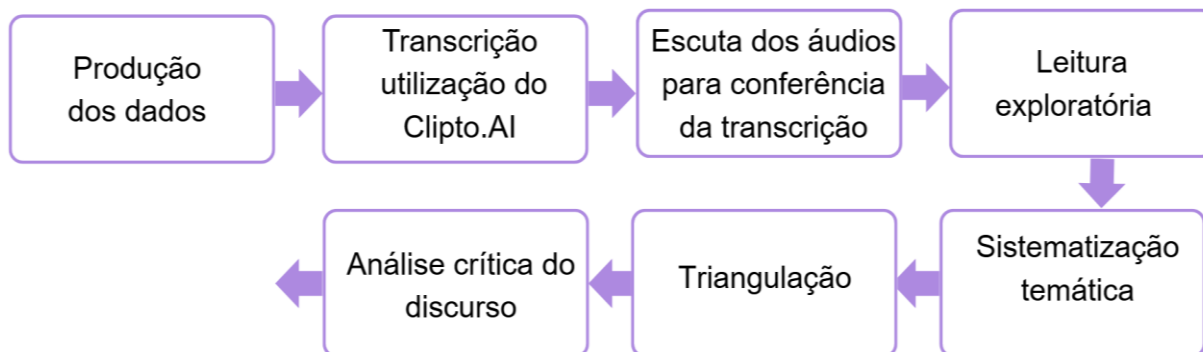 Produção
dos dados
Transcrição
utilização do
Clipto.AI
Escuta dos áudios
para conferência
da transcrição
Leitura
exploratória
Sistematização
temática
Triangulação
Análise crítica do
discurso